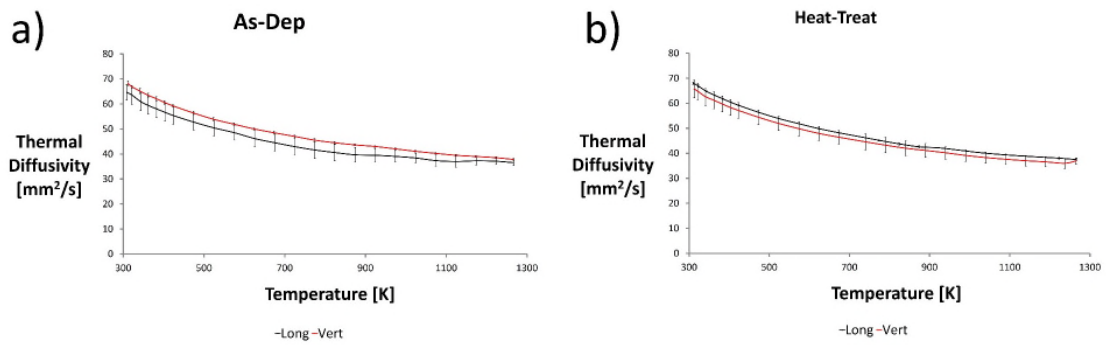 a)
As-Dep
80
70
60
50
40
30
20
10
0
Thermal
Diffusivity
[mm²/s]
300 500 700 900 1100 1300
Temperature [K]
–Long –Vert
b)
Heat-Treat
80
70
60
50
40
30
20
10
0
Thermal
Diffusivity
[mm²/s]
300 500 700 900 1100 1300
Temperature [K]
–Long –Vert